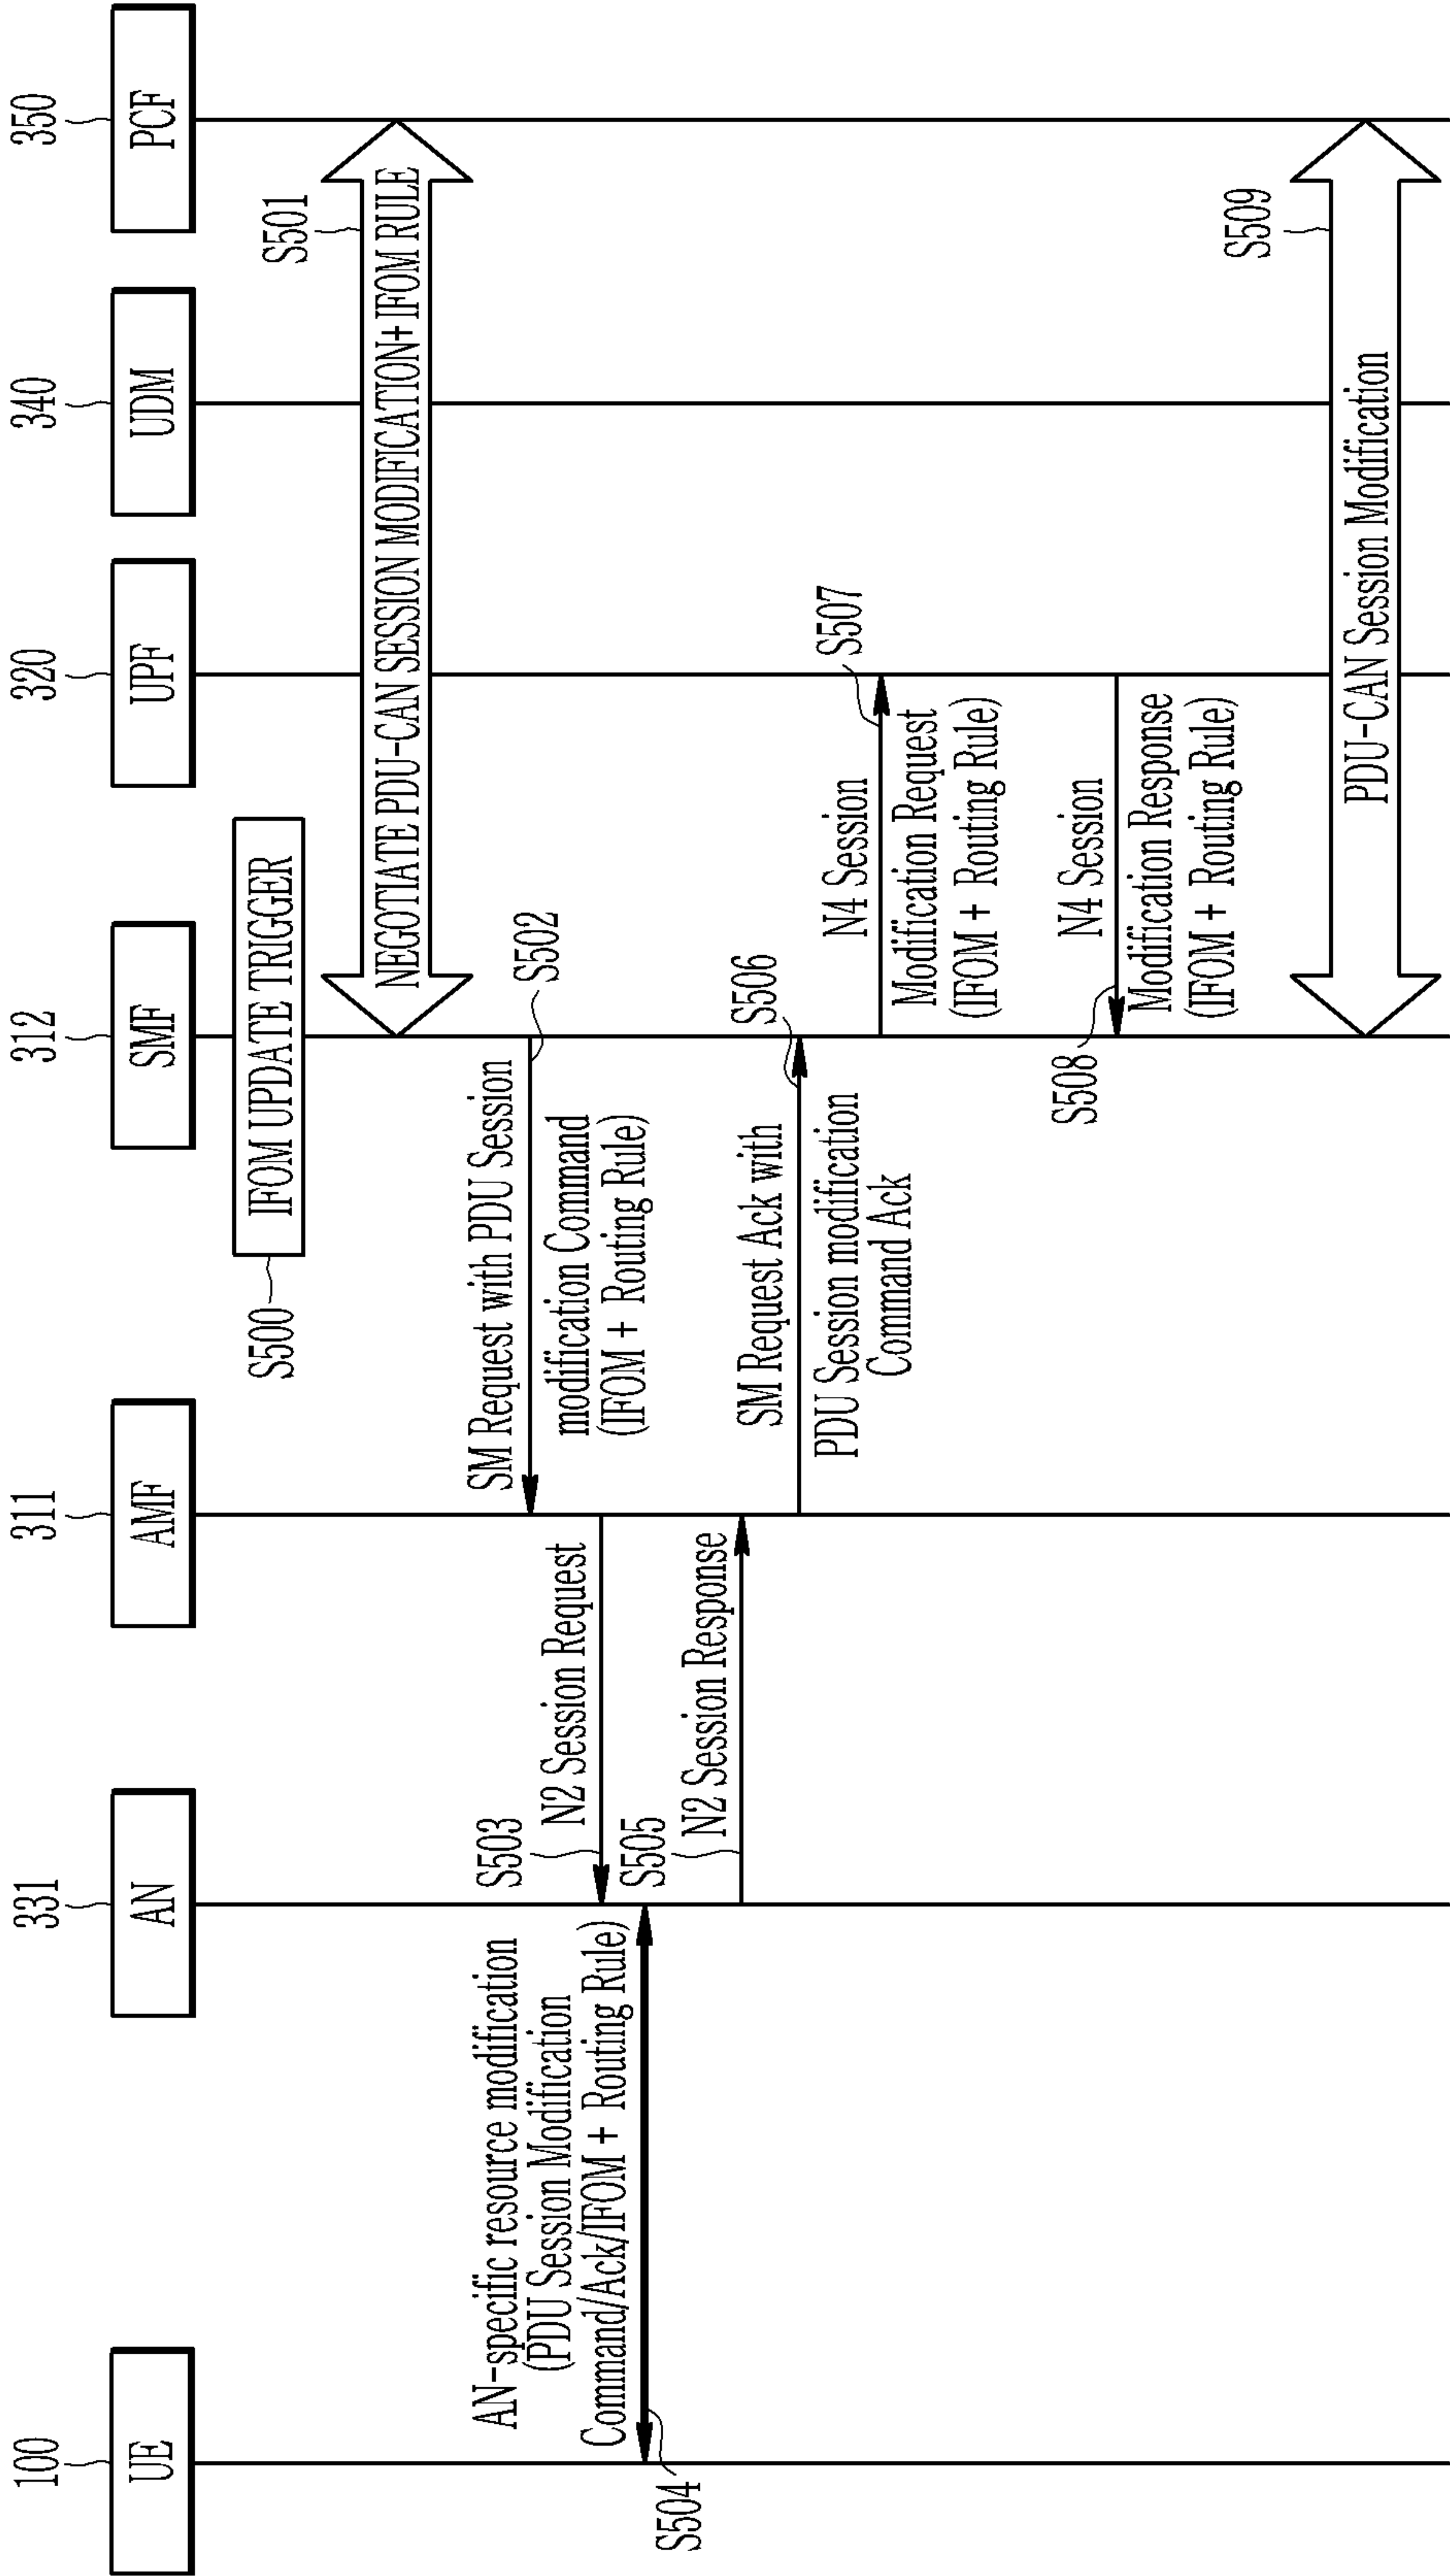 100
331
311
312
320
340
350
UE
AN
AMF
SMF
UPF
UDM
PCF
S500
IFOM UPDATE TRIGGER
S501
NEGOTIATE PDU-CAN SESSION MODIFICATION+ IFOM RULE
SM Request with PDU Session
S502
modification Command
(IFOM + Routing Rule)
N2 Session Request
S503
AN-specific resource modification
(PDU Session Modification
Command/Ack/IFOM + Routing Rule)
S504
S505
N2 Session Response
SM Request Ack with
S506
PDU Session modification
Command Ack
N4 Session
S507
Modification Request
(IFOM + Routing Rule)
N4 Session
S508
Modification Response
(IFOM + Routing Rule)
S509
PDU-CAN Session Modification